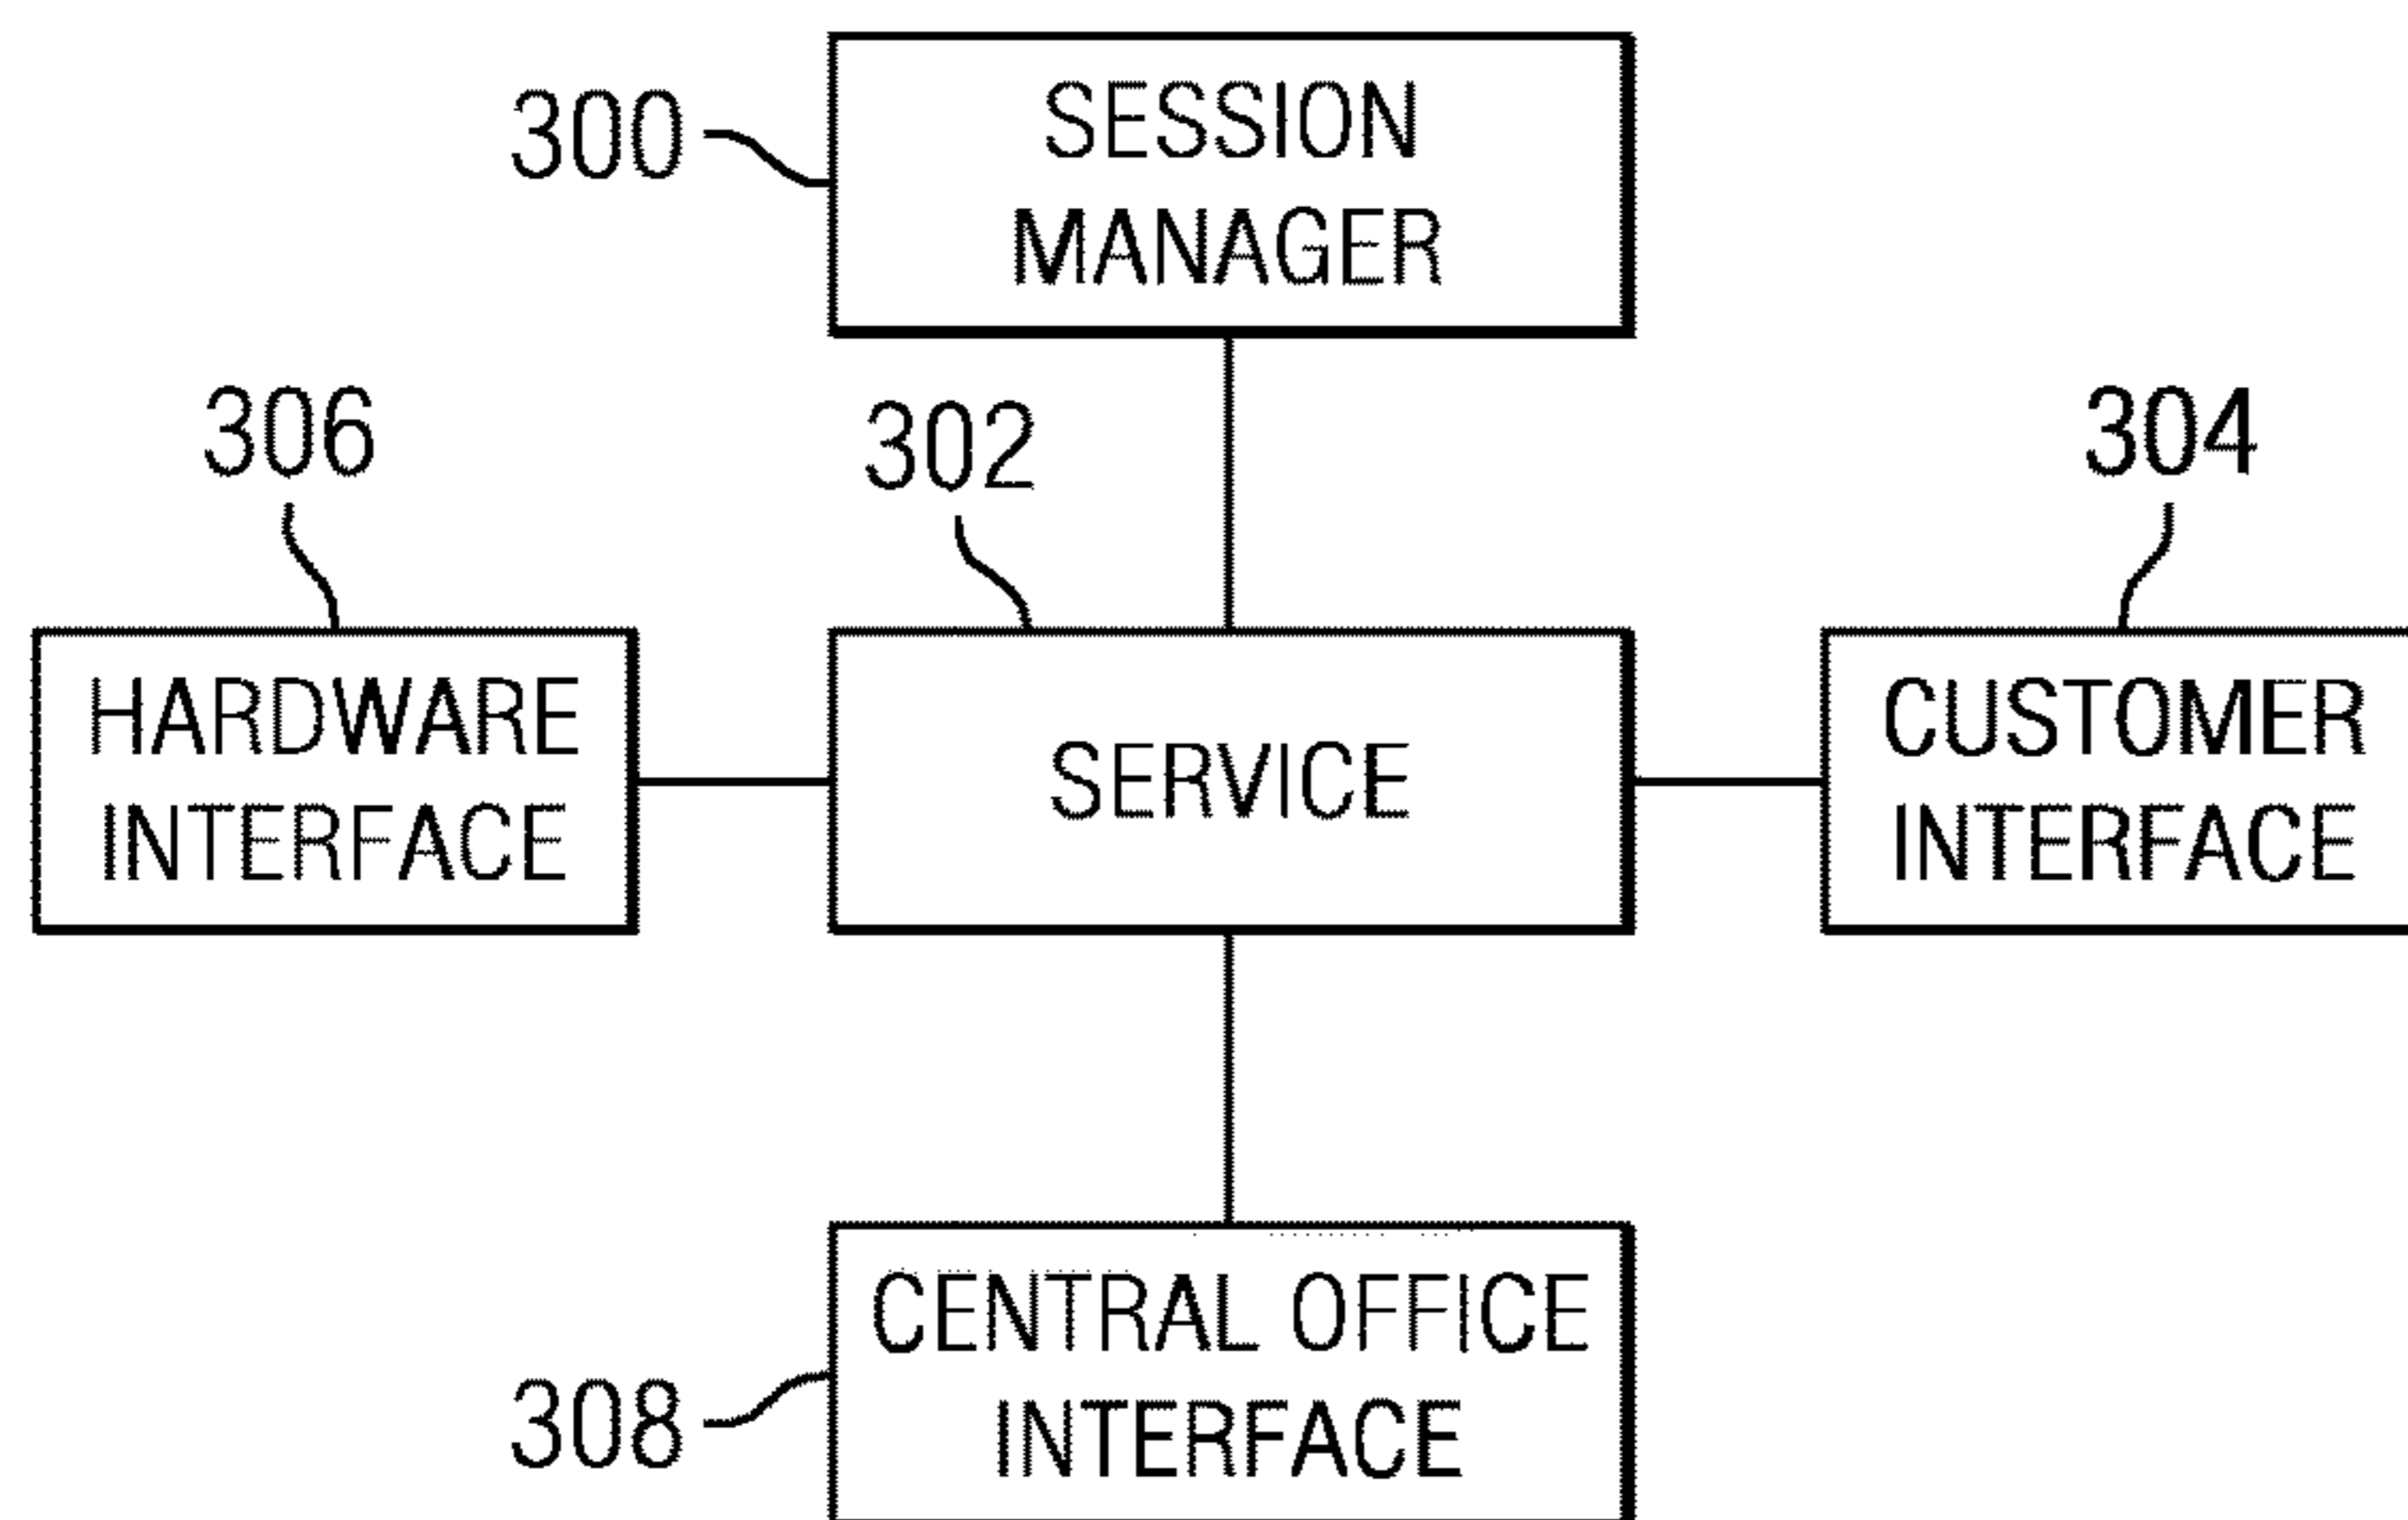 300
SESSION
MANAGER
306
302
304
HARDWARE
INTERFACE
SERVICE
CUSTOMER
INTERFACE
308
CENTRAL OFFICE
INTERFACE